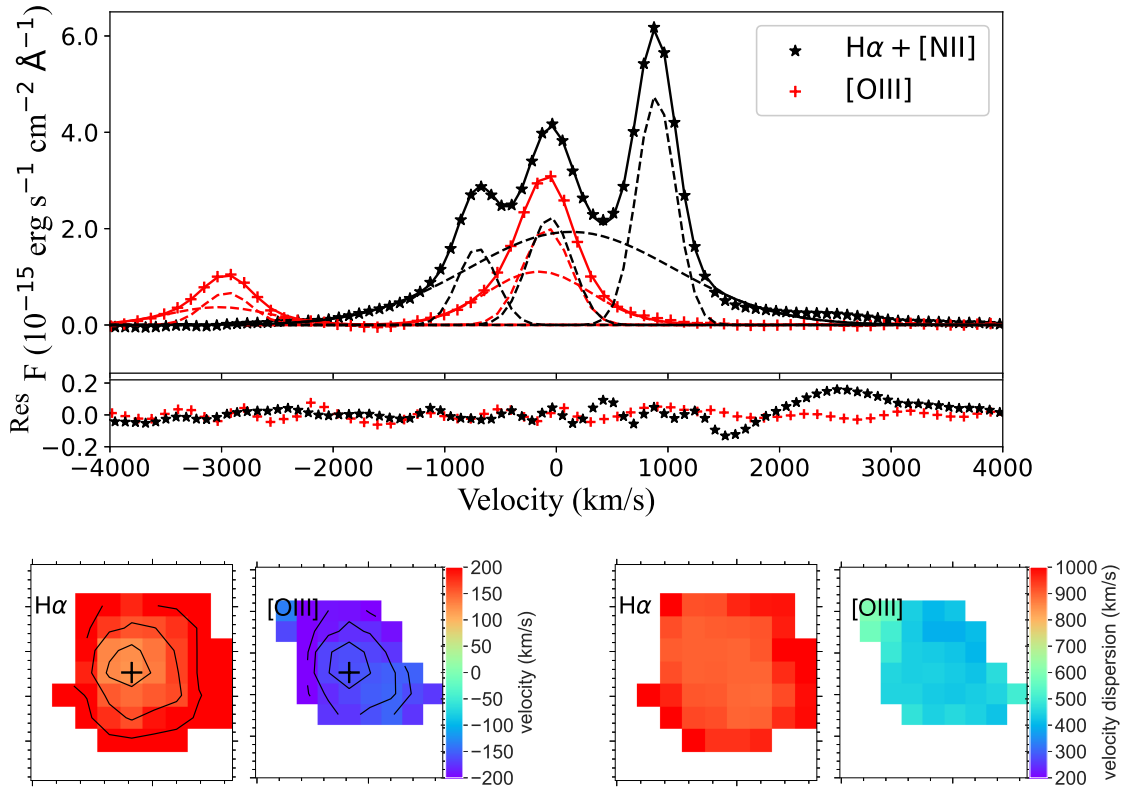 6.0
4.0
2.0
0.0
F (10⁻¹⁵ erg s⁻¹ cm⁻² Å⁻¹)
Hα + [NII]
[OIII]
0.2
0.0
−0.2
Res
−4000 −3000 −2000 −1000 0 1000 2000 3000 4000
Velocity (km/s)
Hα
[OIII]
200
150
100
50
0
−50
−100
−150
−200
velocity (km/s)
Hα
[OIII]
1000
900
800
700
600
500
400
300
200
velocity dispersion (km/s)